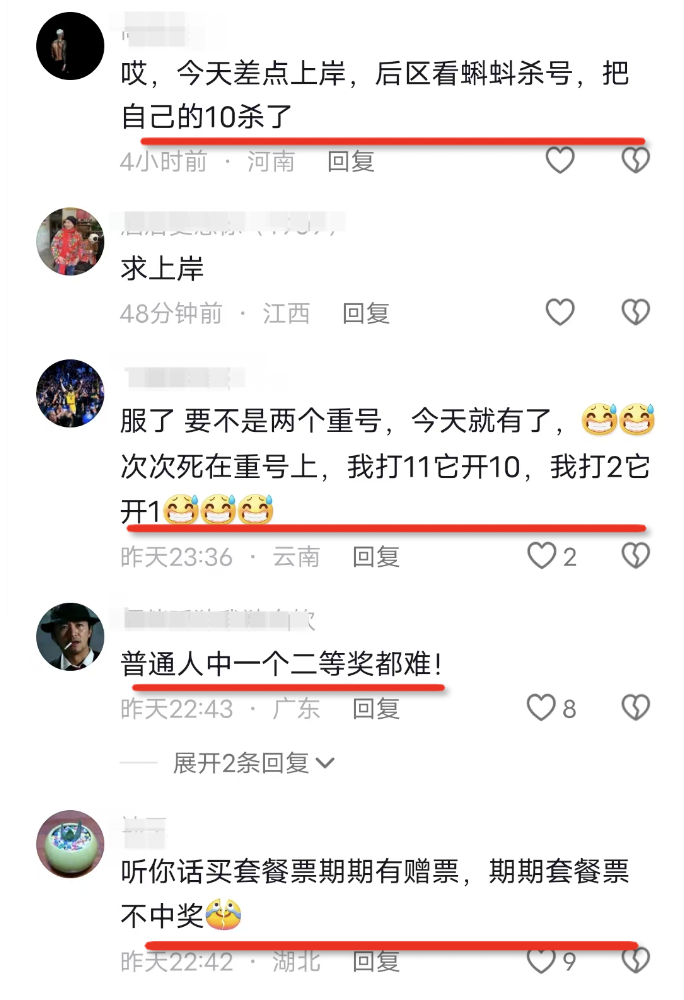 哎，今天差点上岸，后区看蝌蚪杀号，把
自己的10杀了
4小时前 · 河南 回复
求上岸
48分钟前 · 江西 回复
服了 要不是两个重号，今天就有了，😅😅
次次死在重号上，我打11它开10，我打2它
开1😅😅😅
昨天23:36 · 云南 回复 2
普通人中一个二等奖都难！
昨天22:43 · 广东 回复 8
展开2条回复
听你话买套餐票期期有赠票，期期套餐票
不中奖😹
昨天22:42 · 湖北 回复 9